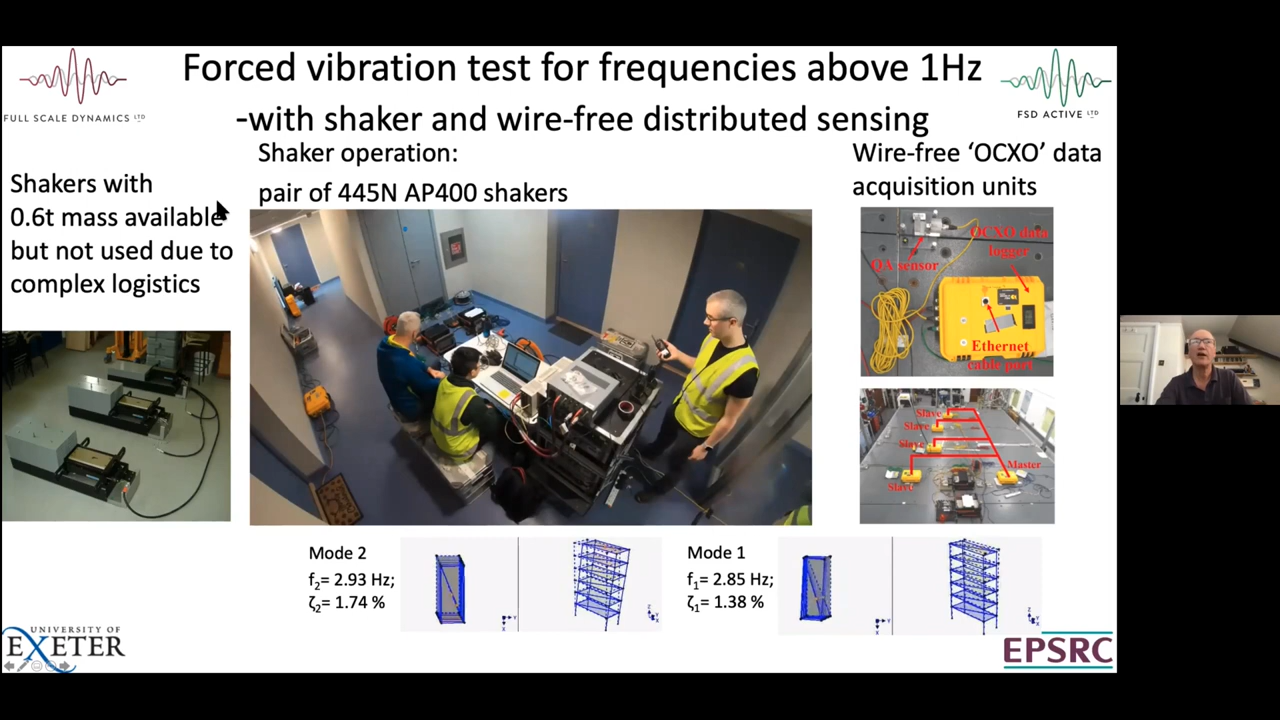 Forced vibration test for frequencies above 1Hz
-with shaker and wire-free distributed sensing
FULL SCALE DYNAMICS LTD
FSD ACTIVE LTD
Shakers with
0.6t mass available
but not used due to
complex logistics
Shaker operation:
pair of 445N AP400 shakers
Wire-free ‘OCXO’ data
acquisition units
OCXO data
logger
QA sensor
Ethernet
cable port
Slave
Slave
Slave
Slave
Master
Mode 2
f2= 2.93 Hz;
ζ2= 1.74 %
Mode 1
f1= 2.85 Hz;
ζ1= 1.38 %
UNIVERSITY OF
EXETER
EPSRC